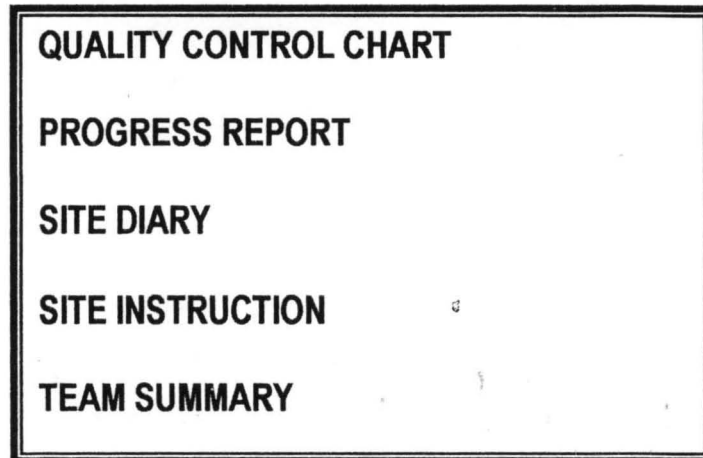 QUALITY CONTROL CHART
PROGRESS REPORT
SITE DIARY
SITE INSTRUCTION
TEAM SUMMARY